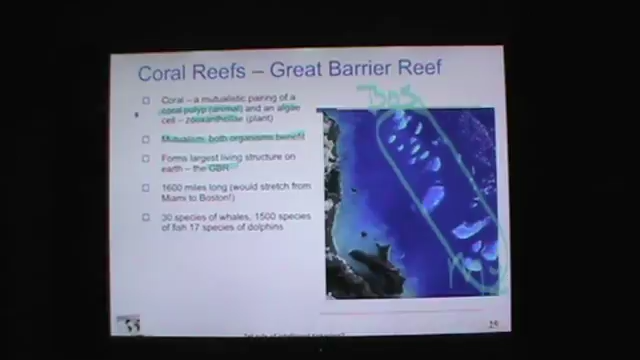 Coral Reefs – Great Barrier Reef
Coral – a mutualistic pairing of a
coral polyp (animal) and an algae
cell – zooxanthillae (plant)
Mutualism: both organisms benefit
Forms largest living structure on
earth – the GBR
1600 miles long (would stretch from
Miami to Boston!)
30 species of whales, 1500 species
of fish 17 species of dolphins
25